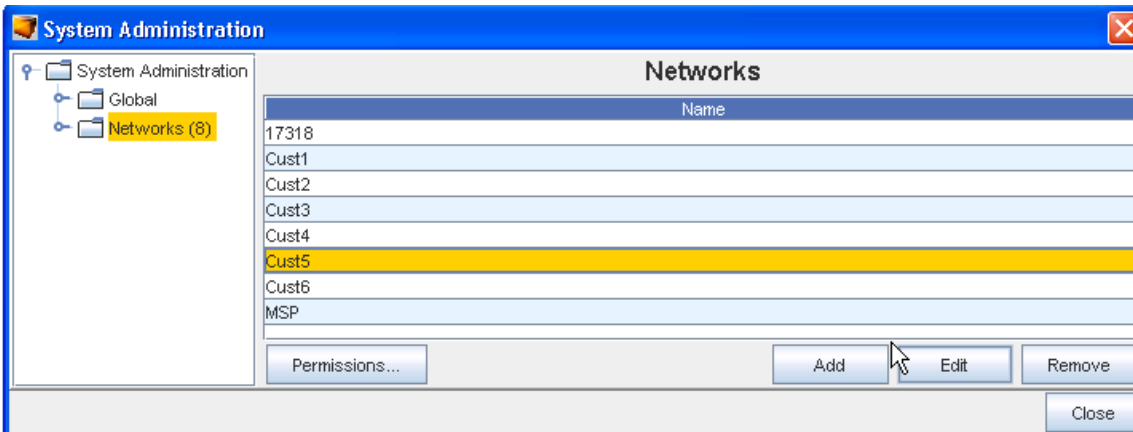 System Administration
System Administration
Global
Networks (8)
Networks
Name
17318
Cust1
Cust2
Cust3
Cust4
Cust5
Cust6
MSP
Permissions...
Add
Edit
Remove
Close